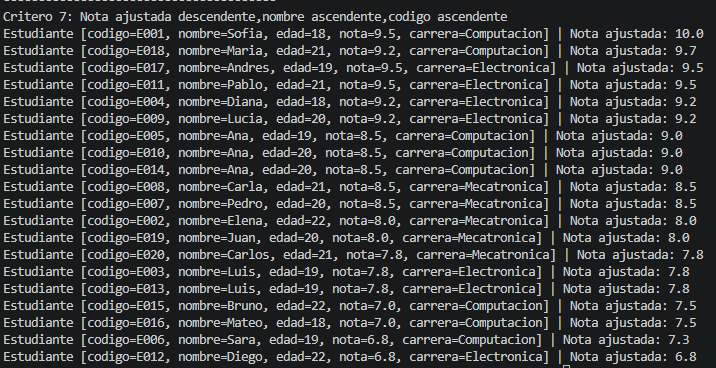 Critero 7: Nota ajustada descendente,nombre ascendente,codigo ascendente
Estudiante [codigo=E001, nombre=Sofia, edad=18, nota=9.5, carrera=Computacion] | Nota ajustada: 10.0
Estudiante [codigo=E018, nombre=Maria, edad=21, nota=9.2, carrera=Computacion] | Nota ajustada: 9.7
Estudiante [codigo=E017, nombre=Andres, edad=19, nota=9.5, carrera=Electronica] | Nota ajustada: 9.5
Estudiante [codigo=E011, nombre=Pablo, edad=21, nota=9.5, carrera=Electronica] | Nota ajustada: 9.5
Estudiante [codigo=E004, nombre=Diana, edad=18, nota=9.2, carrera=Electronica] | Nota ajustada: 9.2
Estudiante [codigo=E009, nombre=Lucia, edad=20, nota=9.2, carrera=Electronica] | Nota ajustada: 9.2
Estudiante [codigo=E005, nombre=Ana, edad=19, nota=8.5, carrera=Computacion] | Nota ajustada: 9.0
Estudiante [codigo=E010, nombre=Ana, edad=20, nota=8.5, carrera=Computacion] | Nota ajustada: 9.0
Estudiante [codigo=E014, nombre=Ana, edad=20, nota=8.5, carrera=Computacion] | Nota ajustada: 9.0
Estudiante [codigo=E008, nombre=Carla, edad=21, nota=8.5, carrera=Mecatronica] | Nota ajustada: 8.5
Estudiante [codigo=E007, nombre=Pedro, edad=20, nota=8.5, carrera=Mecatronica] | Nota ajustada: 8.5
Estudiante [codigo=E002, nombre=Elena, edad=22, nota=8.0, carrera=Mecatronica] | Nota ajustada: 8.0
Estudiante [codigo=E019, nombre=Juan, edad=20, nota=8.0, carrera=Mecatronica] | Nota ajustada: 8.0
Estudiante [codigo=E020, nombre=Carlos, edad=21, nota=7.8, carrera=Mecatronica] | Nota ajustada: 7.8
Estudiante [codigo=E003, nombre=Luis, edad=19, nota=7.8, carrera=Electronica] | Nota ajustada: 7.8
Estudiante [codigo=E013, nombre=Luis, edad=19, nota=7.8, carrera=Electronica] | Nota ajustada: 7.8
Estudiante [codigo=E015, nombre=Bruno, edad=22, nota=7.0, carrera=Computacion] | Nota ajustada: 7.5
Estudiante [codigo=E016, nombre=Mateo, edad=18, nota=7.0, carrera=Computacion] | Nota ajustada: 7.5
Estudiante [codigo=E006, nombre=Sara, edad=19, nota=6.8, carrera=Computacion] | Nota ajustada: 7.3
Estudiante [codigo=E012, nombre=Diego, edad=22, nota=6.8, carrera=Electronica] | Nota ajustada: 6.8